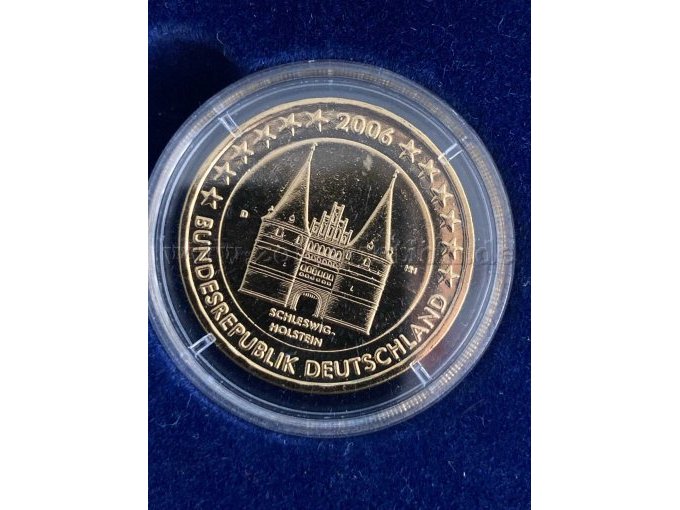 2006
D
SCHLESWIG-
HOLSTEIN
BUNDESREPUBLIK DEUTSCHLAND